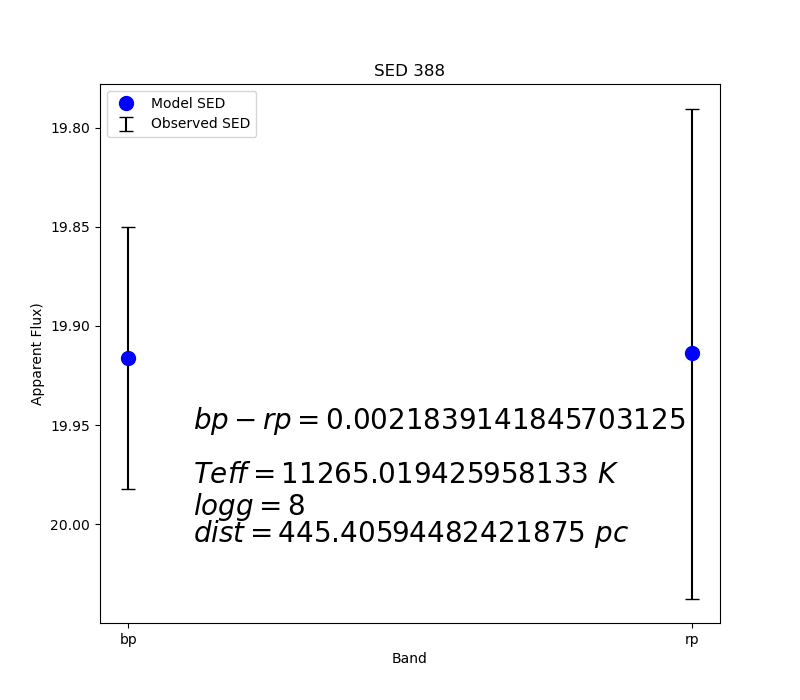 SED 388
Model SED
Observed SED
19.80
19.85
19.90
19.95
20.00
Apparent Flux)
bp − rp = 0.0021839141845703125
Teff = 11265.019425958133 K
logg = 8
dist = 445.40594482421875 pc
bp
rp
Band